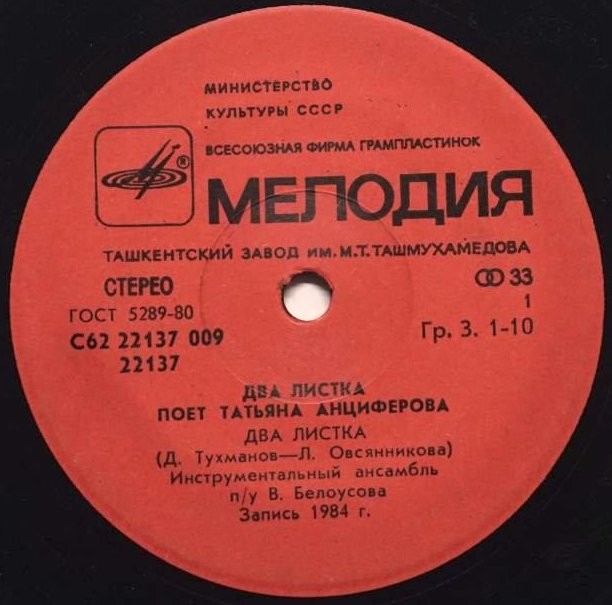 МИНИСТЕРСТВО
КУЛЬТУРЫ СССР
ВСЕСОЮЗНАЯ ФИРМА ГРАМПЛАСТИНОК
®
МЕЛОДИЯ
ТАШКЕНТСКИЙ ЗАВОД ИМ. М.Т. ТАШМУХАМЕДОВА
СТЕРЕО
33
ГОСТ 5289-80
1
С62 22137 009
Гр. 3. 1-10
22137
ДВА ЛИСТКА
ПОЕТ ТАТЬЯНА АНЦИФЕРОВА
ДВА ЛИСТКА
(Д. Тухманов—Л. Овсянникова)
Инструментальный ансамбль
п/у В. Белоусова
Запись 1984 г.